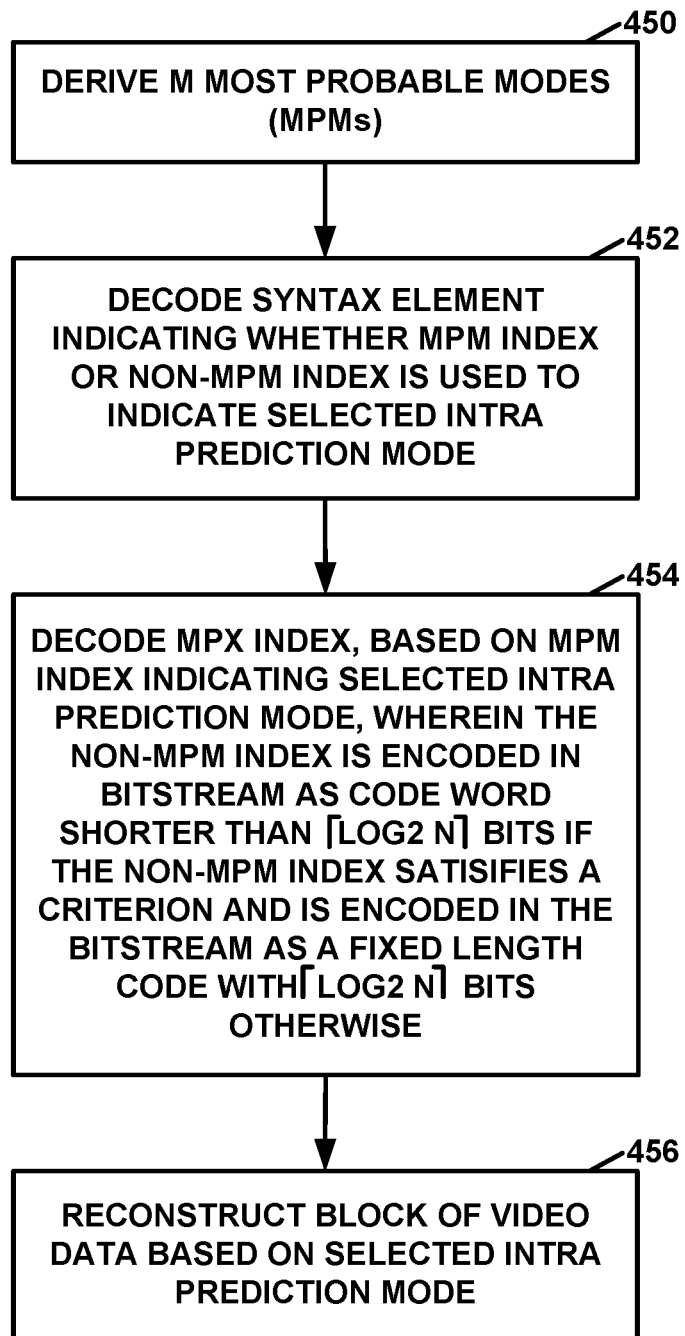 450
DERIVE M MOST PROBABLE MODES
(MPMs)
452
DECODE SYNTAX ELEMENT
INDICATING WHETHER MPM INDEX
OR NON-MPM INDEX IS USED TO
INDICATE SELECTED INTRA
PREDICTION MODE
454
DECODE MPX INDEX, BASED ON MPM
INDEX INDICATING SELECTED INTRA
PREDICTION MODE, WHEREIN THE
NON-MPM INDEX IS ENCODED IN
BITSTREAM AS CODE WORD
SHORTER THAN ⌈LOG2 N⌉ BITS IF
THE NON-MPM INDEX SATISIFIES A
CRITERION AND IS ENCODED IN THE
BITSTREAM AS A FIXED LENGTH
CODE WITH⌈LOG2 N⌉ BITS
OTHERWISE
456
RECONSTRUCT BLOCK OF VIDEO
DATA BASED ON SELECTED INTRA
PREDICTION MODE